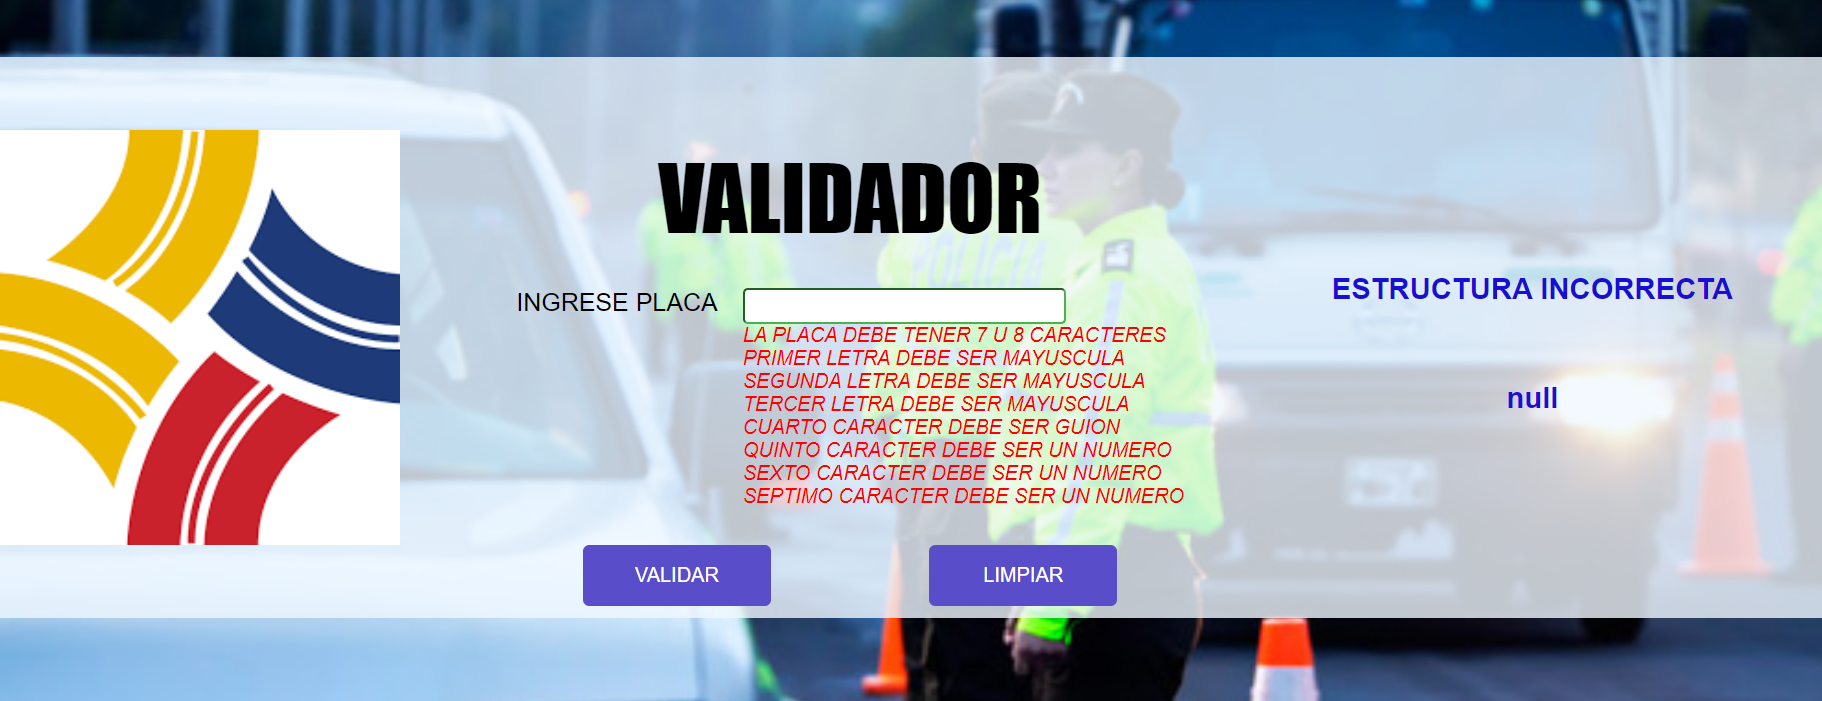 VALIDADOR
INGRESE PLACA
LA PLACA DEBE TENER 7 U 8 CARACTERES
PRIMER LETRA DEBE SER MAYUSCULA
SEGUNDA LETRA DEBE SER MAYUSCULA
TERCER LETRA DEBE SER MAYUSCULA
CUARTO CARACTER DEBE SER GUION
QUINTO CARACTER DEBE SER UN NUMERO
SEXTO CARACTER DEBE SER UN NUMERO
SEPTIMO CARACTER DEBE SER UN NUMERO
VALIDAR
LIMPIAR
ESTRUCTURA INCORRECTA
null
POLICIA